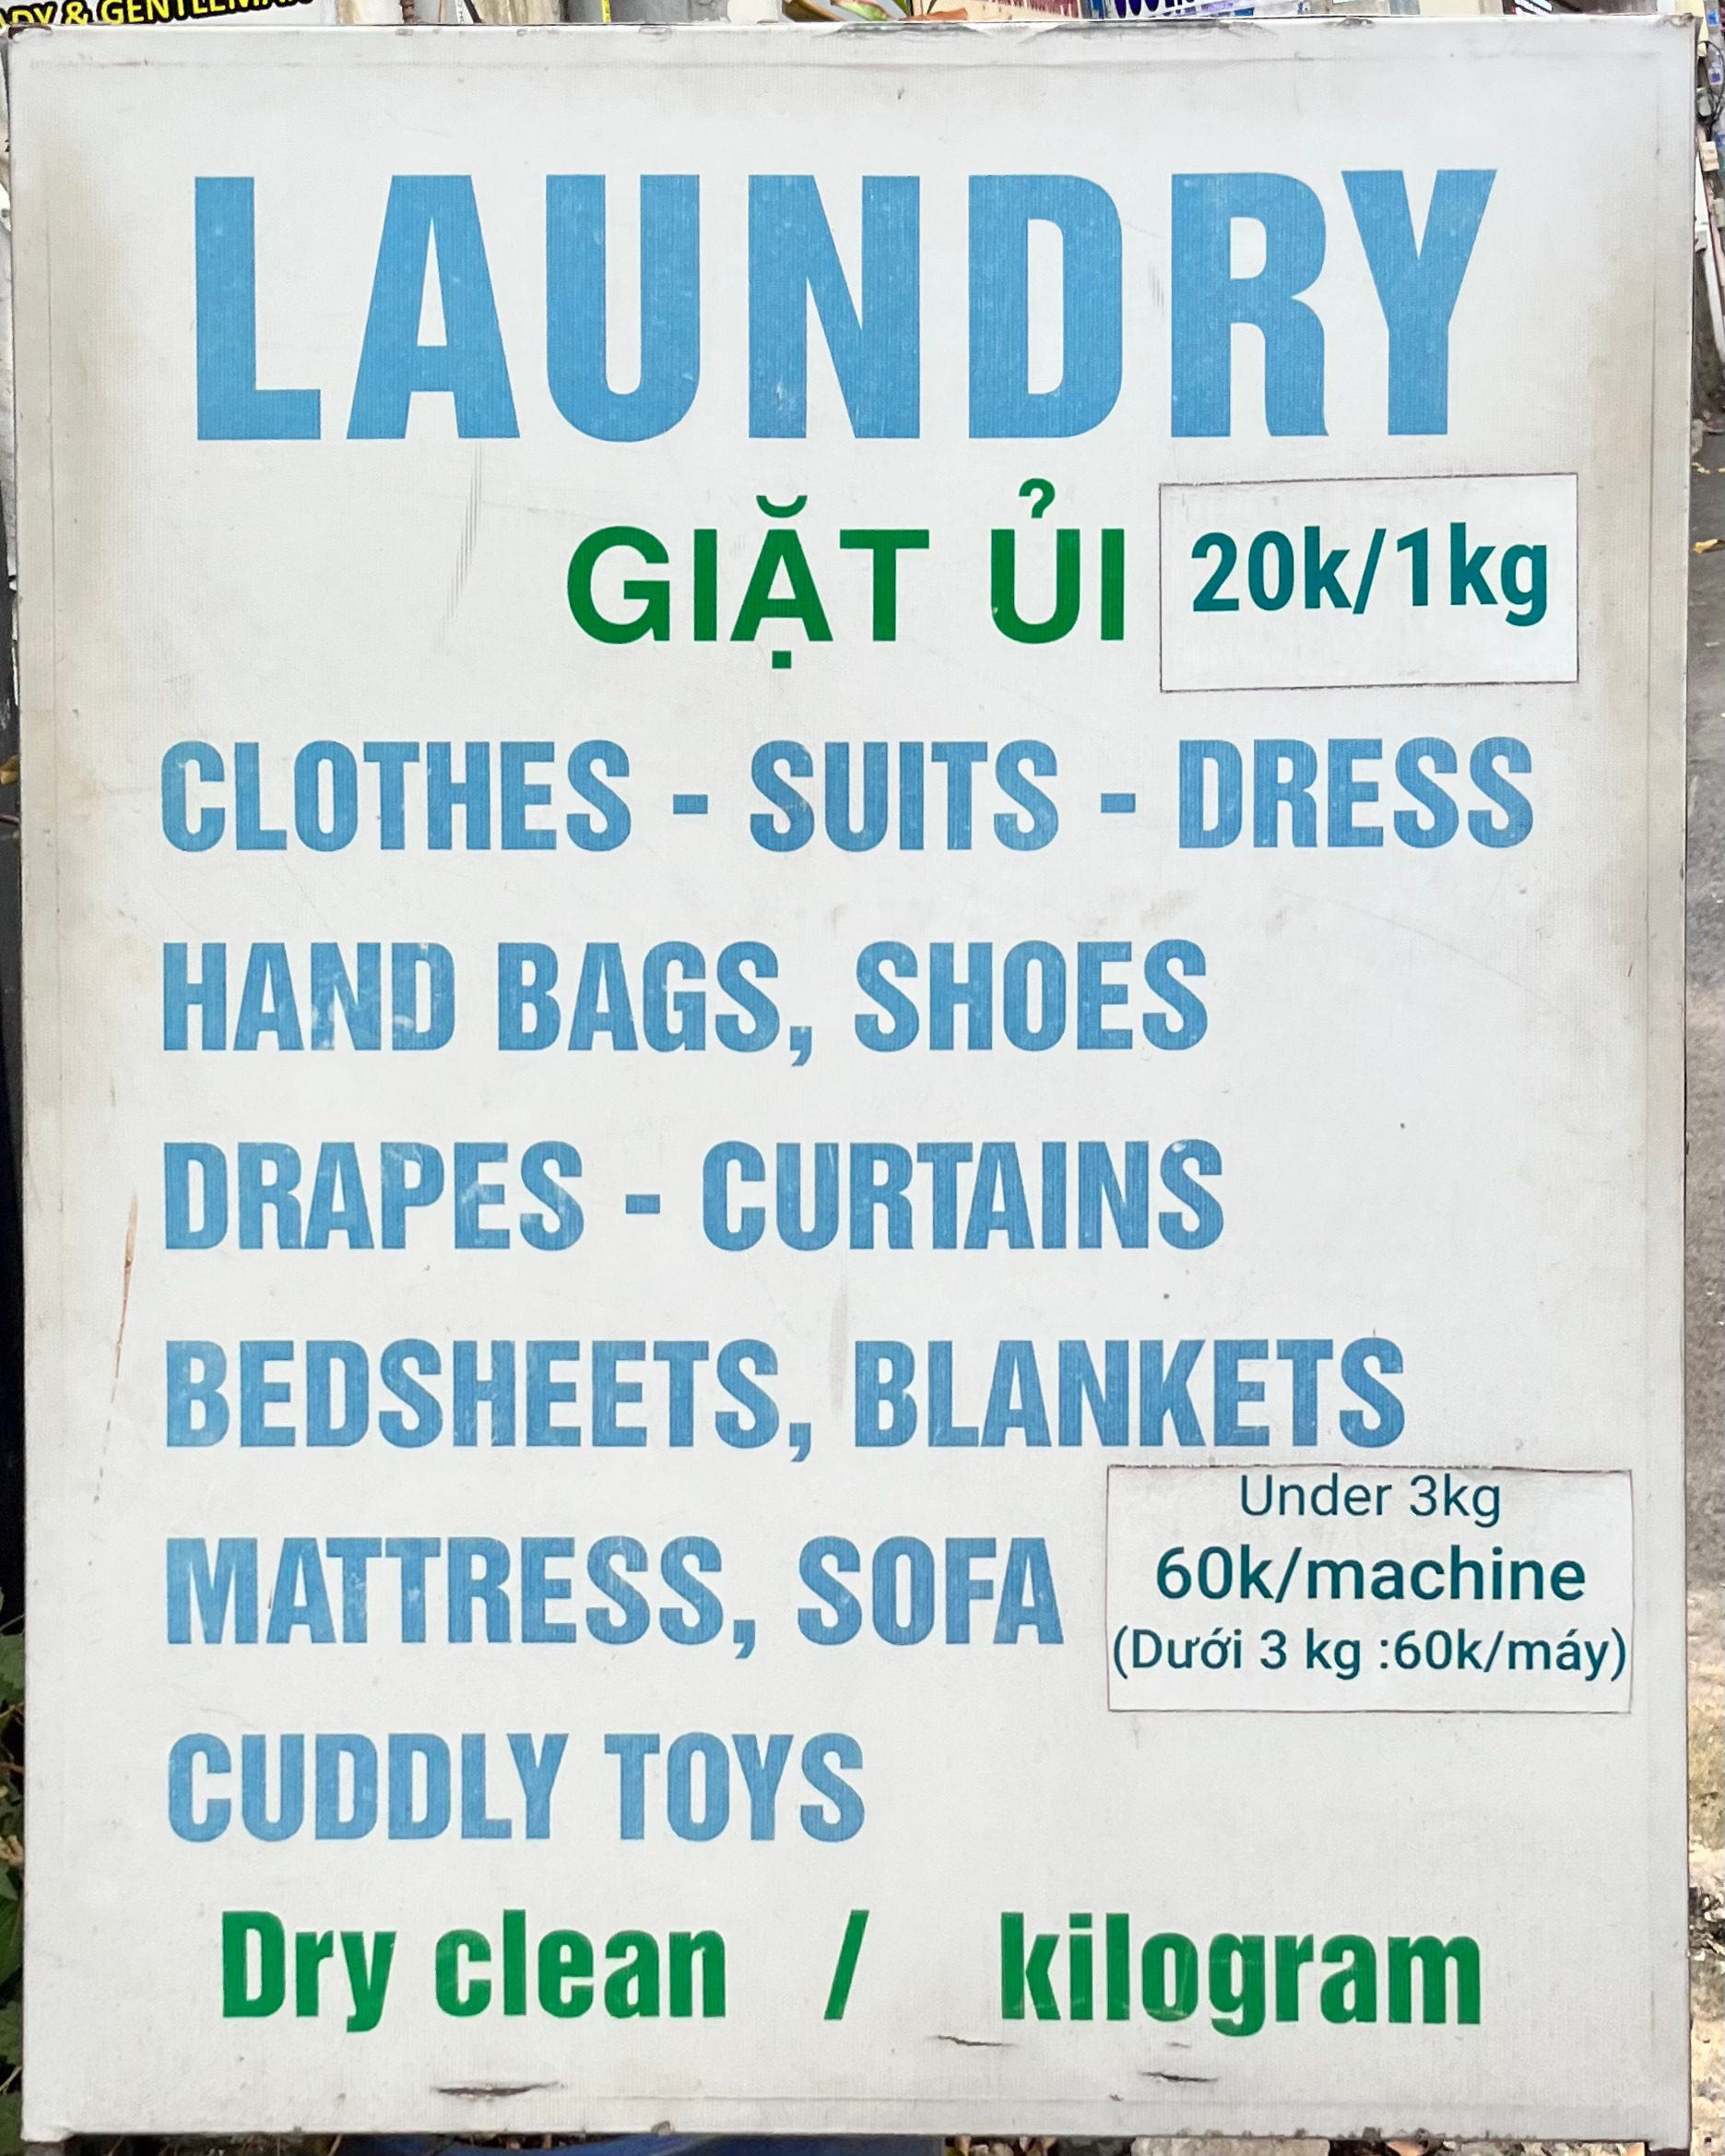 & GENTLEMAN
LAUNDRY
GIẶT ỦI 20k/1kg
CLOTHES - SUITS - DRESS
HAND BAGS, SHOES
DRAPES - CURTAINS
BEDSHEETS, BLANKETS
Under 3kg
MATTRESS, SOFA 60k/machine
(Dưới 3 kg :60k/máy)
CUDDLY TOYS
Dry clean / kilogram